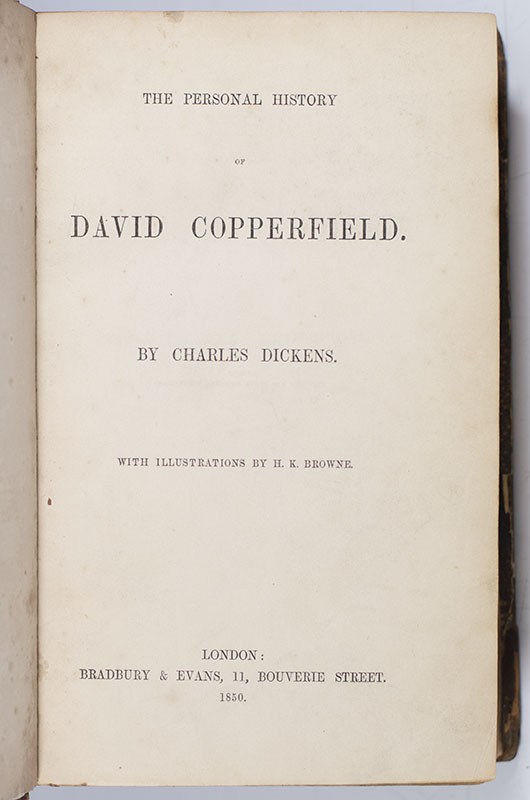 THE PERSONAL HISTORY
OF
DAVID COPPERFIELD.
BY CHARLES DICKENS.
WITH ILLUSTRATIONS BY H. K. BROWNE.
LONDON:
BRADBURY & EVANS, 11, BOUVERIE STREET.
1850.